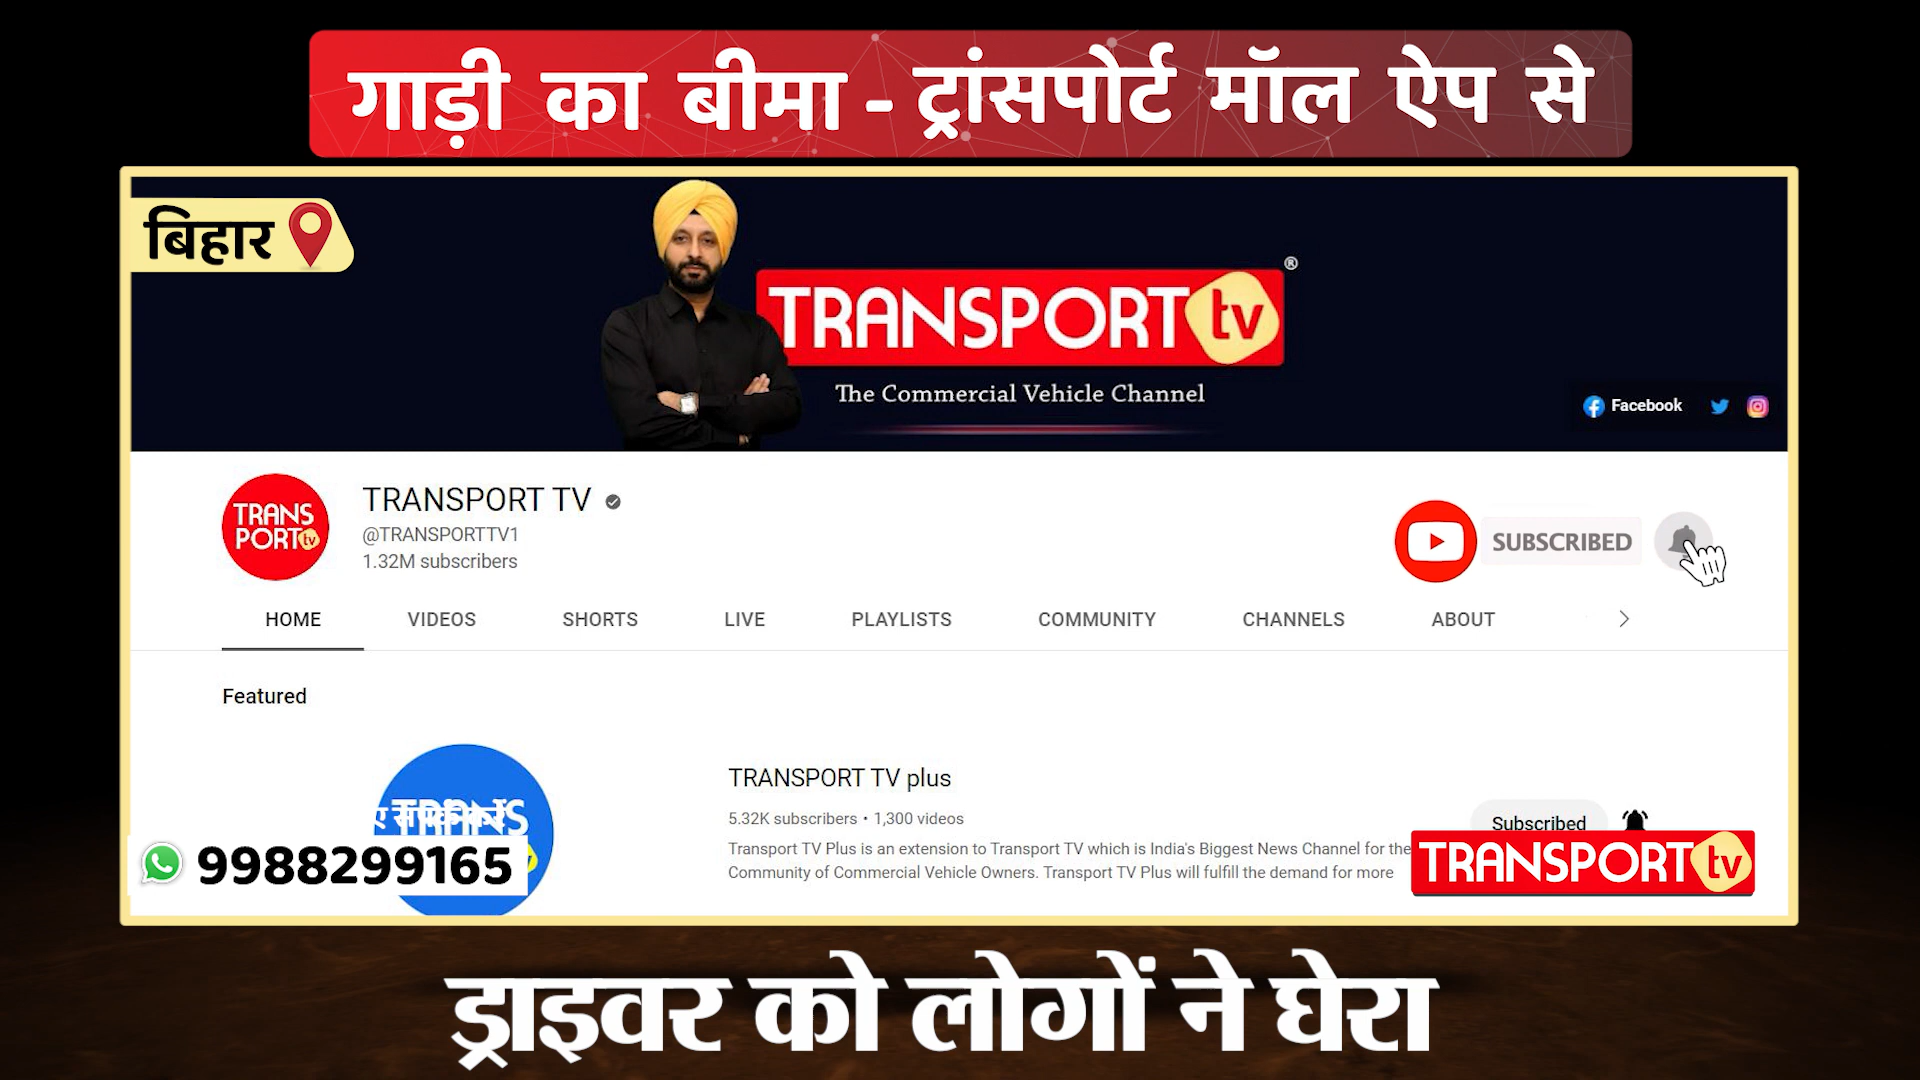 गाड़ी का बीमा - ट्रांसपोर्ट मॉल ऐप से
बिहार
TRANSPORT tv ®
The Commercial Vehicle Channel
Facebook
TRANS
PORT tv
TRANSPORT TV
@TRANSPORTTV1
1.32M subscribers
SUBSCRIBED
HOME VIDEOS SHORTS LIVE PLAYLISTS COMMUNITY CHANNELS ABOUT
Featured
TRANSPORT TV plus
5.32K subscribers • 1,300 videos
Subscribed
Transport TV Plus is an extension to Transport TV which is India's Biggest News Channel for the
Community of Commercial Vehicle Owners. Transport TV Plus will fulfill the demand for more
TRANS
9988299165
TRANSPORT tv
ड्राइवर को लोगों ने घेरा